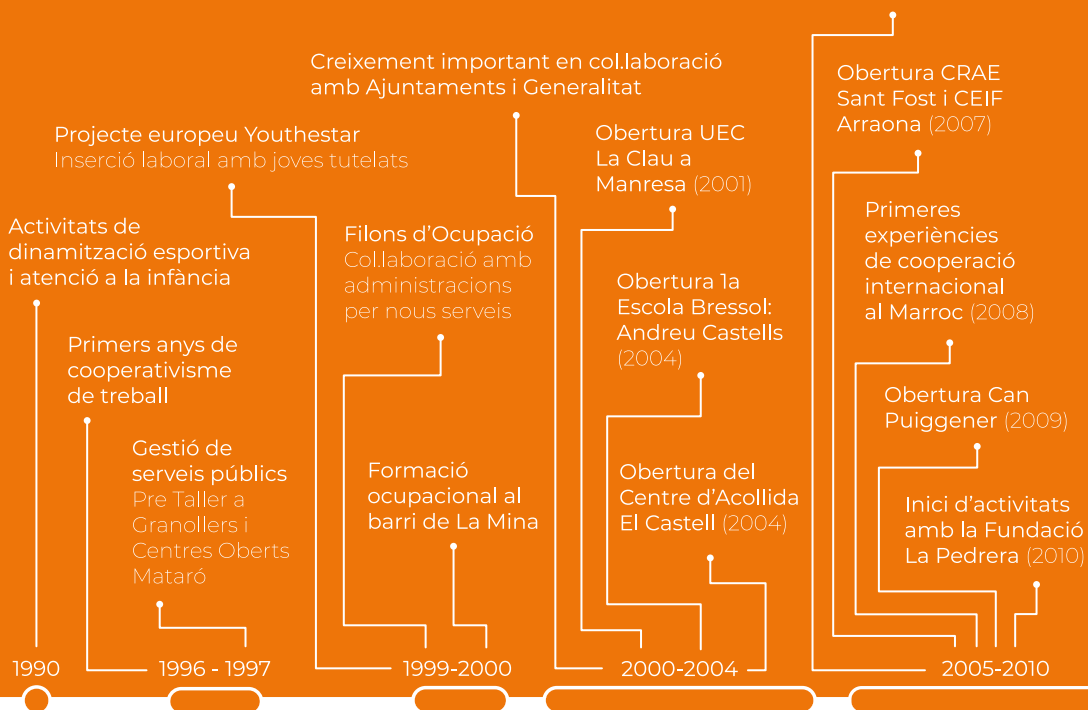 Activitats de
dinamització esportiva
i atenció a la infància
Primers anys de
cooperativisme
de treball
Gestió de
serveis públics
Pre Taller a
Granollers i
Centres Oberts
Mataró
Projecte europeu Youthestar
Inserció laboral amb joves tutelats
Filons d’Ocupació
Col.laboració amb
administracions
per nous serveis
Formació
ocupacional al
barri de La Mina
Creixement important en col.laboració
amb Ajuntaments i Generalitat
Obertura UEC
La Clau a
Manresa (2001)
Obertura 1a
Escola Bressol:
Andreu Castells
(2004)
Obertura del
Centre d’Acollida
El Castell (2004)
Obertura CRAE
Sant Fost i CEIF
Arraona (2007)
Primeres
experiències
de cooperació
internacional
al Marroc (2008)
Obertura Can
Puiggener (2009)
Inici d’activitats
amb la Fundació
La Pedrera (2010)
1990
1996 - 1997
1999-2000
2000-2004
2005-2010